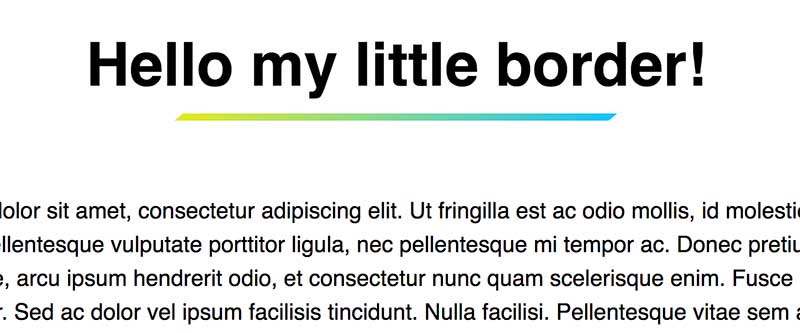 Hello my little border!
dolor sit amet, consectetur adipiscing elit. Ut fringilla est ac odio mollis, id molestie
ellentesque vulputate porttitor ligula, nec pellentesque mi tempor ac. Donec pretiu
e, arcu ipsum hendrerit odio, et consectetur nunc quam scelerisque enim. Fusce
r. Sed ac dolor vel ipsum facilisis tincidunt. Nulla facilisi. Pellentesque vitae sem a